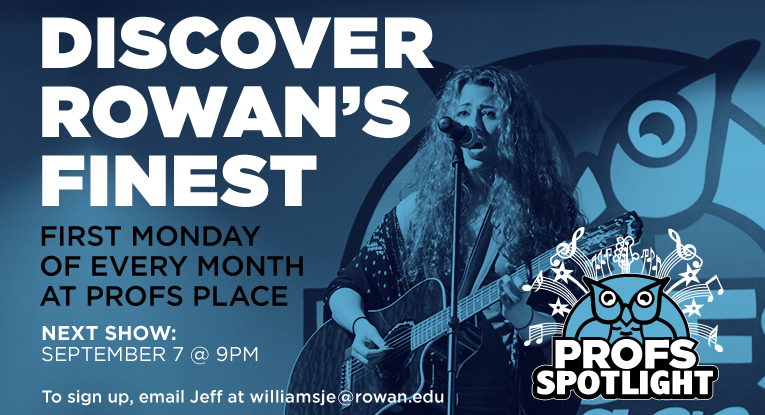 DISCOVER
ROWAN'S
FINEST
FIRST MONDAY
OF EVERY MONTH
AT PROFS PLACE
NEXT SHOW:
SEPTEMBER 7 @ 9PM
To sign up, email Jeff at williamsje@rowan.edu
PROFS
SPOTLIGHT